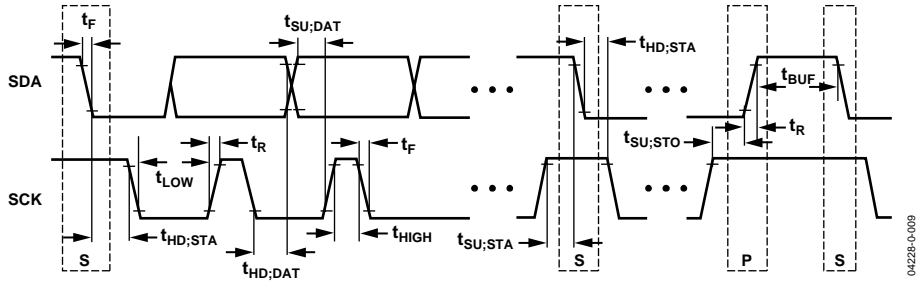 tF
tSU;DAT
tHD;STA
SDA
tBUF
tR
tF
tSU;STO
tR
tLOW
SCK
tHD;STA
tHIGH
tSU;STA
tHD;DAT
S
S
P
S
04228-0-009